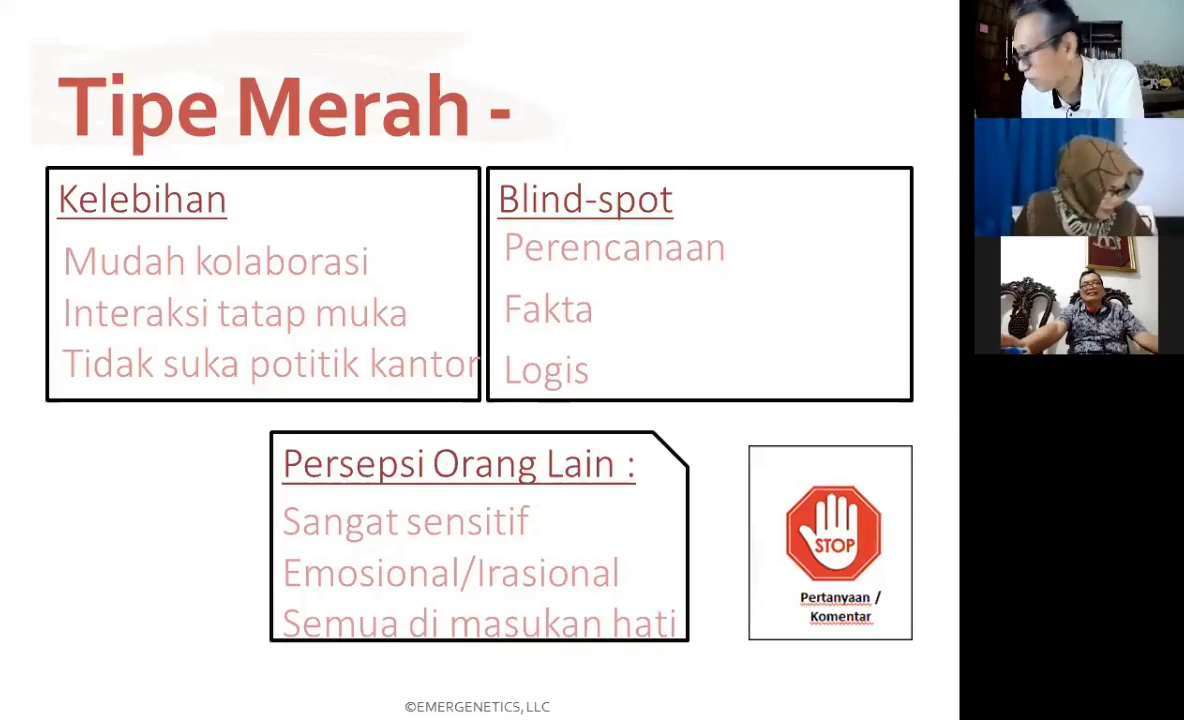 Tipe Merah -
Kelebihan
Mudah kolaborasi
Interaksi tatap muka
Tidak suka potitik kantor
Blind-spot
Perencanaan
Fakta
Logis
Persepsi Orang Lain :
Sangat sensitif
Emosional/Irasional
Semua di masukan hati
STOP
Pertanyaan /
Komentar
©EMERGENETICS, LLC